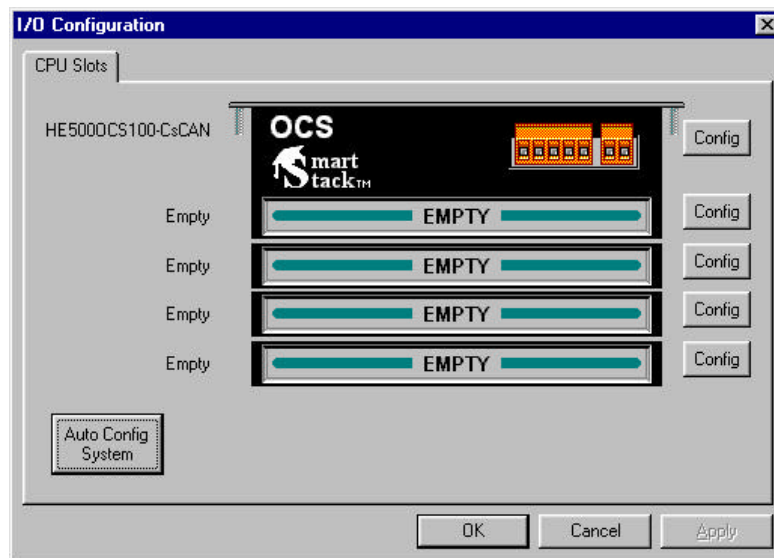 I/O Configuration
CPU Slots
HE500OCS100-CsCAN
OCS
Smart
Stack™
Config
Empty
EMPTY
Config
Empty
EMPTY
Config
Empty
EMPTY
Config
Empty
EMPTY
Config
Auto Config
System
OK
Cancel
Apply